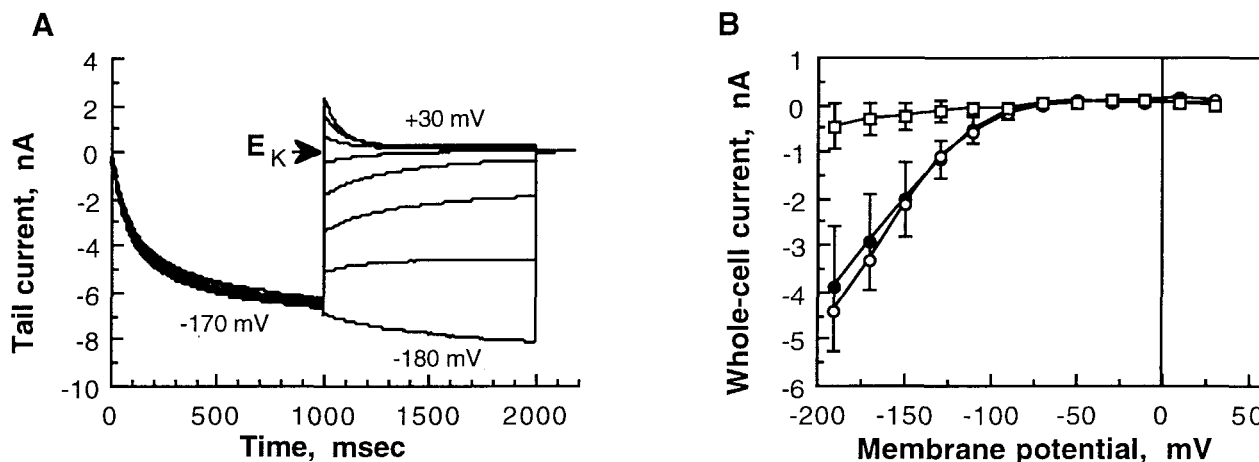 A
Tail current, nA
4
2
0
-2
-4
-6
-8
-10
+30 mV
E K
-170 mV
-180 mV
0 500 1000 1500 2000
Time, msec
B
Whole-cell current, nA
1
0
-1
-2
-3
-4
-5
-6
-200 -150 -100 -50 0 50
Membrane potential, mV